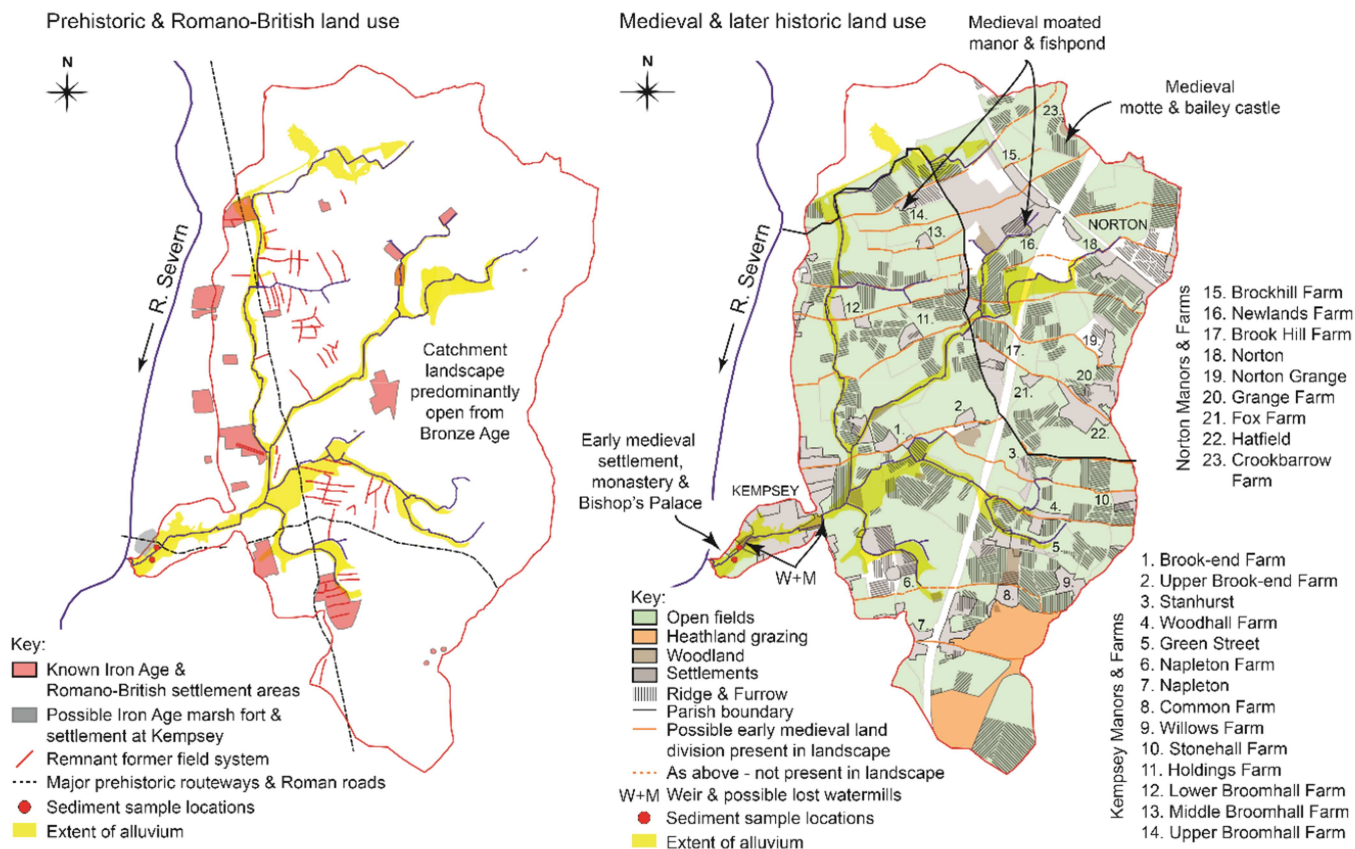 Prehistoric & Romano-British land use
N
R. Severn
Catchment
landscape
predominantly
open from
Bronze Age
Key:
Known Iron Age &
Romano-British settlement areas
Possible Iron Age marsh fort &
settlement at Kempsey
Remnant former field system
Major prehistoric routeways & Roman roads
Sediment sample locations
Extent of alluvium
Medieval & later historic land use
Medieval moated
manor & fishpond
Medieval
motte & bailey castle
N
R. Severn
23.
15.
14.
13.
16.
NORTON
18
12.
11.
17.
19.
20
21.
22.
2.
1.
3.
10.
4.
5.
6.
7.
8.
9.
Early medieval
settlement,
monastery &
Bishop's Palace
KEMPSEY
W+M
Key:
Open fields
Heathland grazing
Woodland
Settlements
Ridge & Furrow
Parish boundary
Possible early medieval land
division present in landscape
As above - not present in landscape
W+M Weir & possible lost watermills
Sediment sample locations
Extent of alluvium
Norton Manors & Farms
15. Brockhill Farm
16. Newlands Farm
17. Brook Hill Farm
18. Norton
19. Norton Grange
20. Grange Farm
21. Fox Farm
22. Hatfield
23. Crookbarrow
Farm
Kempsey Manors & Farms
1. Brook-end Farm
2. Upper Brook-end Farm
3. Stanhurst
4. Woodhall Farm
5. Green Street
6. Napleton Farm
7. Napleton
8. Common Farm
9. Willows Farm
10. Stonehall Farm
11. Holdings Farm
12. Lower Broomhall Farm
13. Middle Broomhall Farm
14. Upper Broomhall Farm